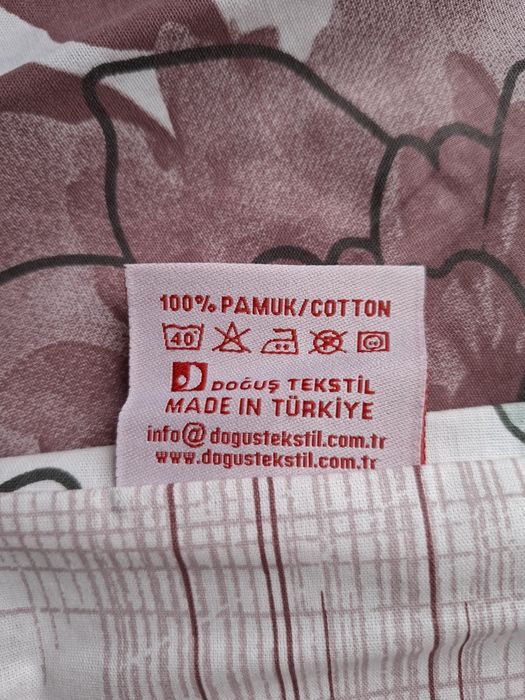 100% PAMUK/COTTON
40°
DOĞUŞ TEKSTİL
MADE IN TÜRKİYE
info@dogustekstil.com.tr
www.dogustekstil.com.tr